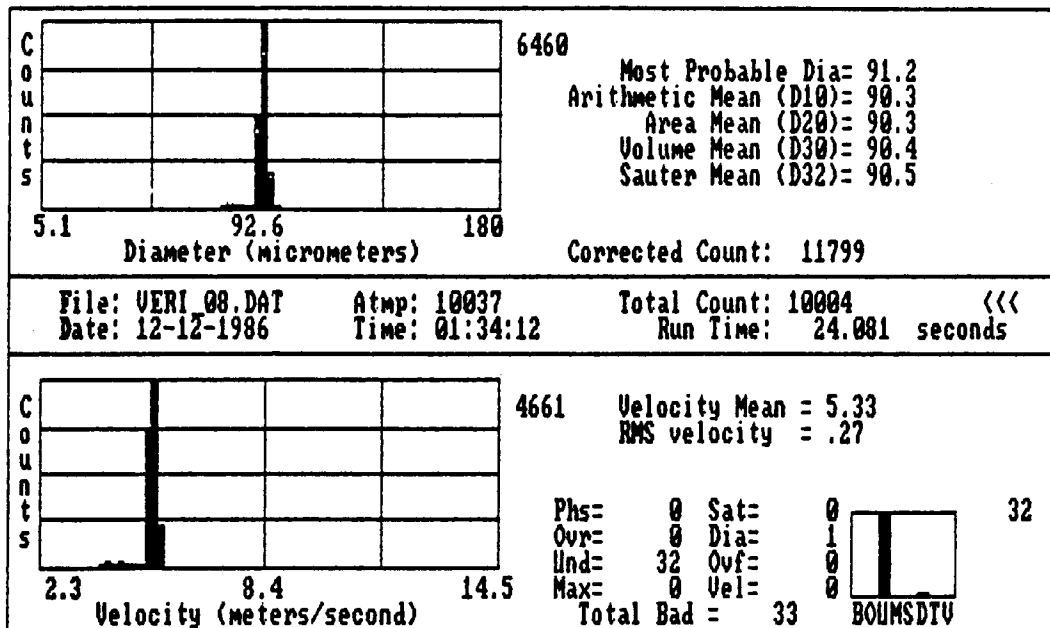 Counts
6460
Most Probable Dia= 91.2
Arithmetic Mean (D10)= 90.3
Area Mean (D20)= 90.3
Volume Mean (D30)= 90.4
Sauter Mean (D32)= 90.5
5.1 92.6 180
Diameter (micrometers)
Corrected Count: 11799
File: VERI_08.DAT Atmp: 10037 Total Count: 10004 <<<
Date: 12-12-1986 Time: 01:34:12 Run Time: 24.081 seconds
Counts
4661
Velocity Mean = 5.33
RMS velocity = .27
Phs= 0 Sat= 0 32
Ovr= 0 Dia= 1
Und= 32 Ovf= 0
Max= 0 Vel= 0
2.3 8.4 14.5
Velocity (meters/second)
Total Bad = 33
BOUMSDTV